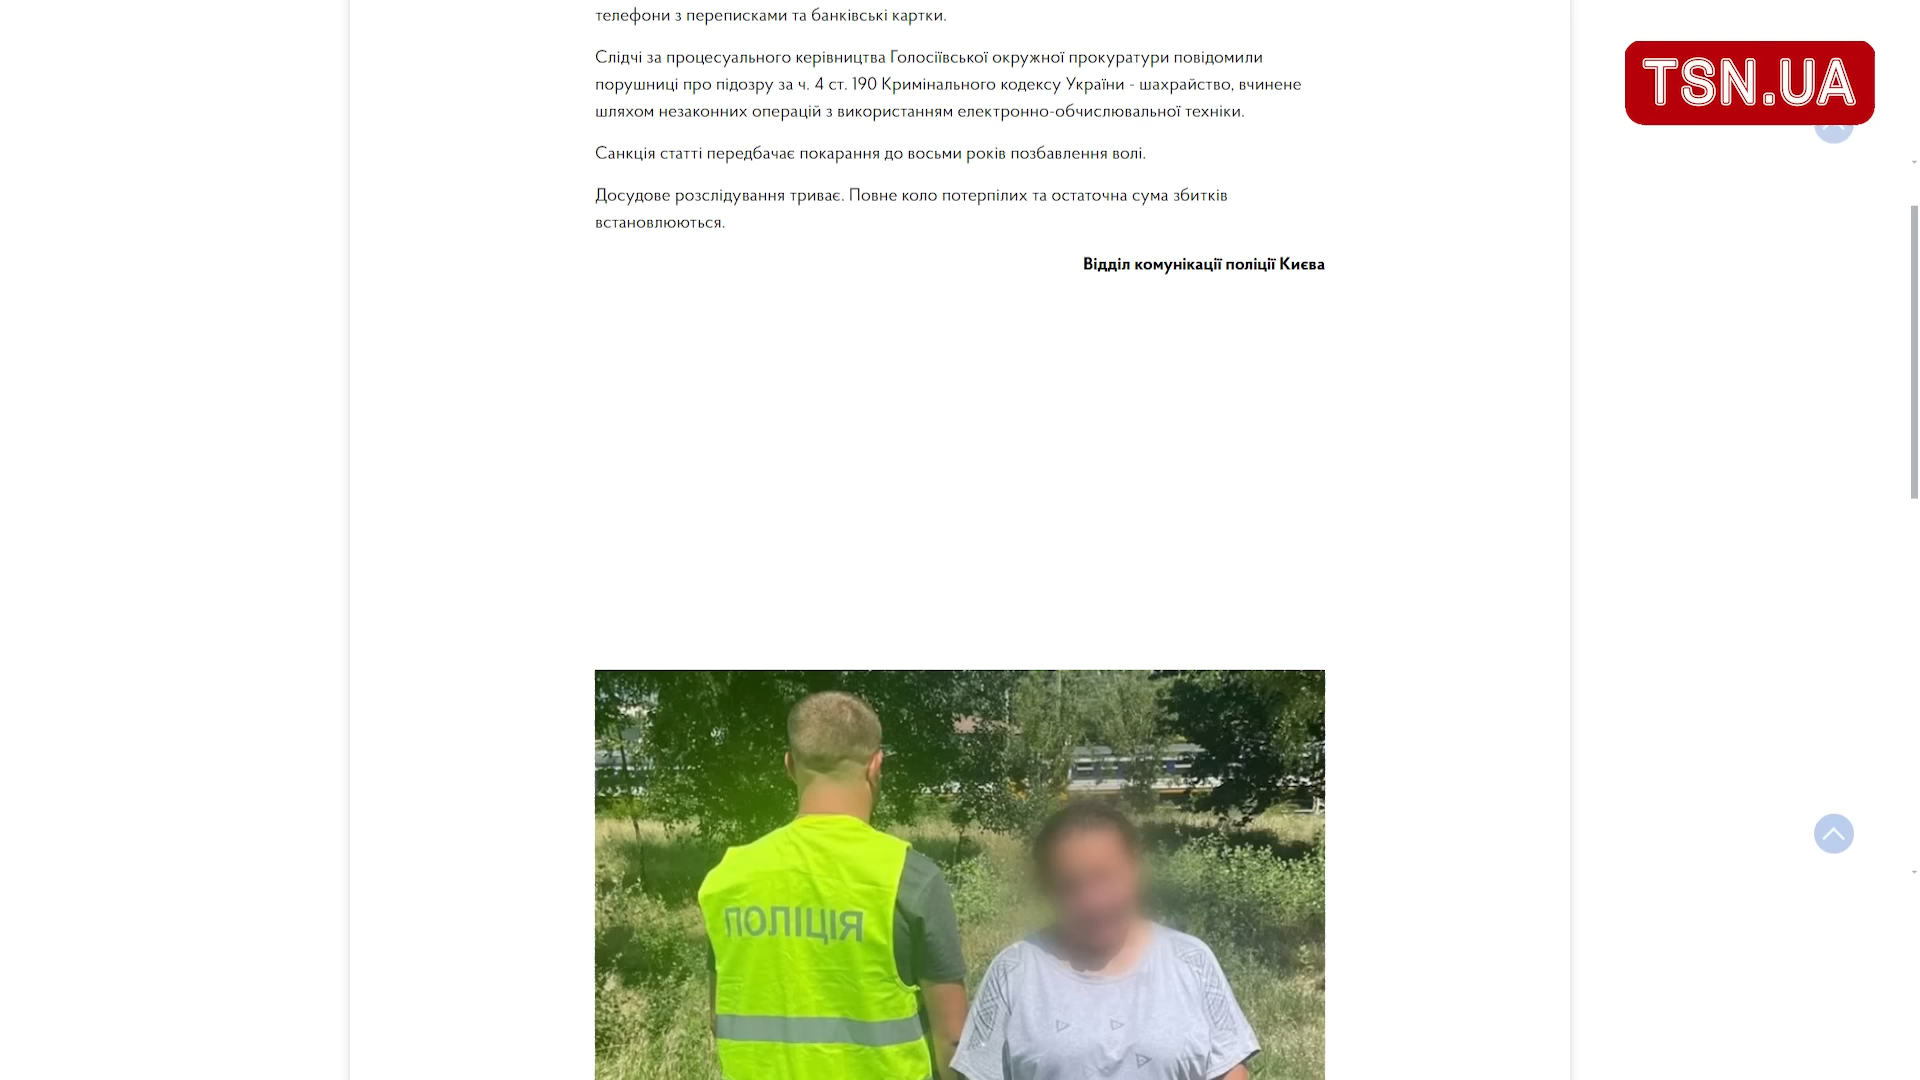 телефони з переписками та банківські картки.
TSN.UA
Слідчі за процесуального керівництва Голосіївської окружної прокуратури повідомили
порушниці про підозру за ч. 4 ст. 190 Кримінального кодексу України - шахрайство, вчинене
шляхом незаконних операцій з використанням електронно-обчислювальної техніки.
Санкція статті передбачає покарання до восьми років позбавлення волі.
Досудове розслідування триває. Повне коло потерпілих та остаточна сума збитків
встановлюються.
Відділ комунікації поліції Києва
ПОЛІЦІЯ